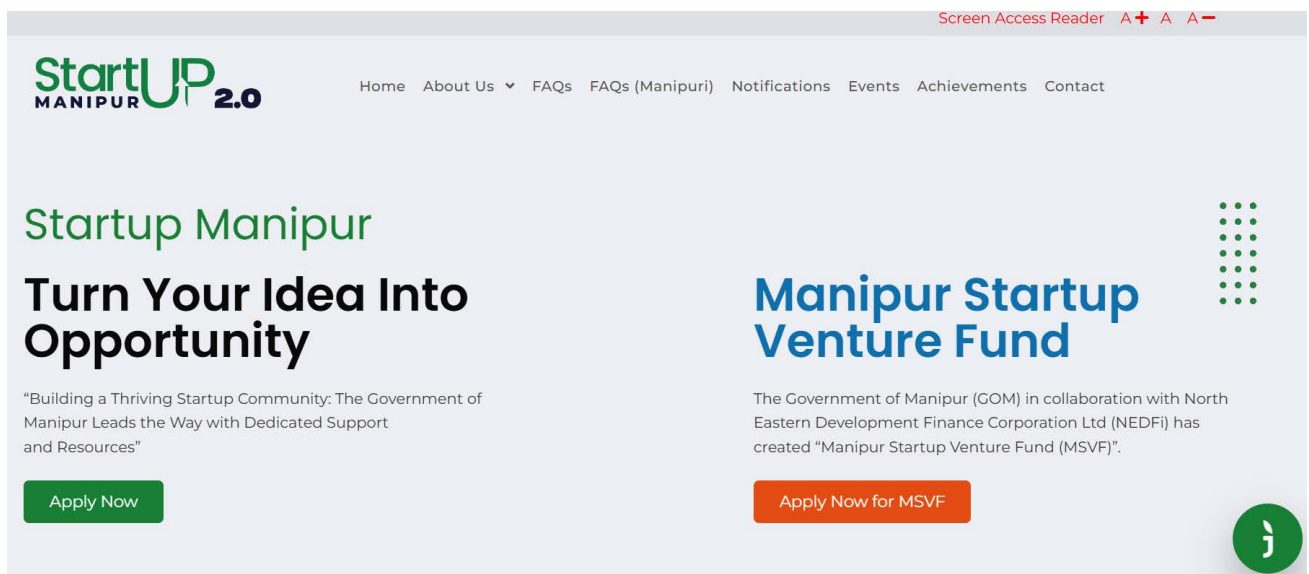 Screen Access Reader A+ A A-
StartUP
MANIPUR 2.0
Home About Us FAQs FAQs (Manipuri) Notifications Events Achievements Contact
Startup Manipur
Turn Your Idea Into
Opportunity
“Building a Thriving Startup Community: The Government of
Manipur Leads the Way with Dedicated Support
and Resources”
Apply Now
Manipur Startup
Venture Fund
The Government of Manipur (GOM) in collaboration with North
Eastern Development Finance Corporation Ltd (NEDFi) has
created “Manipur Startup Venture Fund (MSVF)”.
Apply Now for MSVF